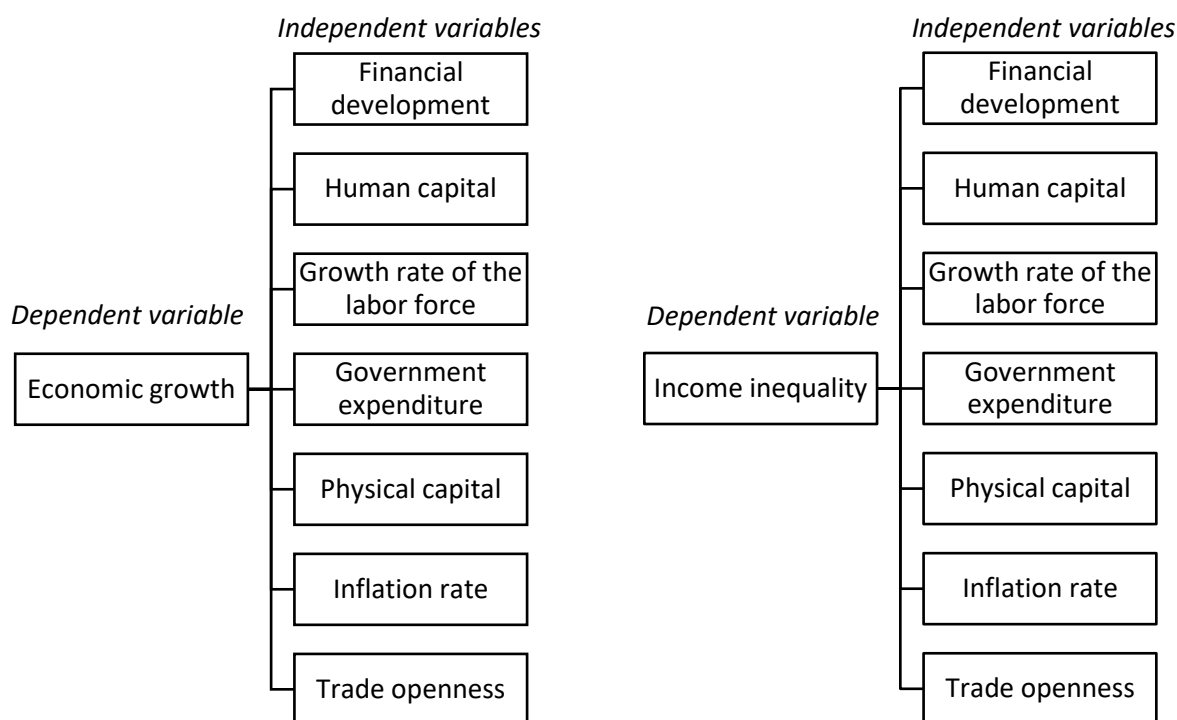 Independent variables
Financial
development
Human capital
Growth rate of the
labor force
Dependent variable
Economic growth
Government
expenditure
Physical capital
Inflation rate
Trade openness
Independent variables
Financial
development
Human capital
Growth rate of the
labor force
Dependent variable
Income inequality
Government
expenditure
Physical capital
Inflation rate
Trade openness